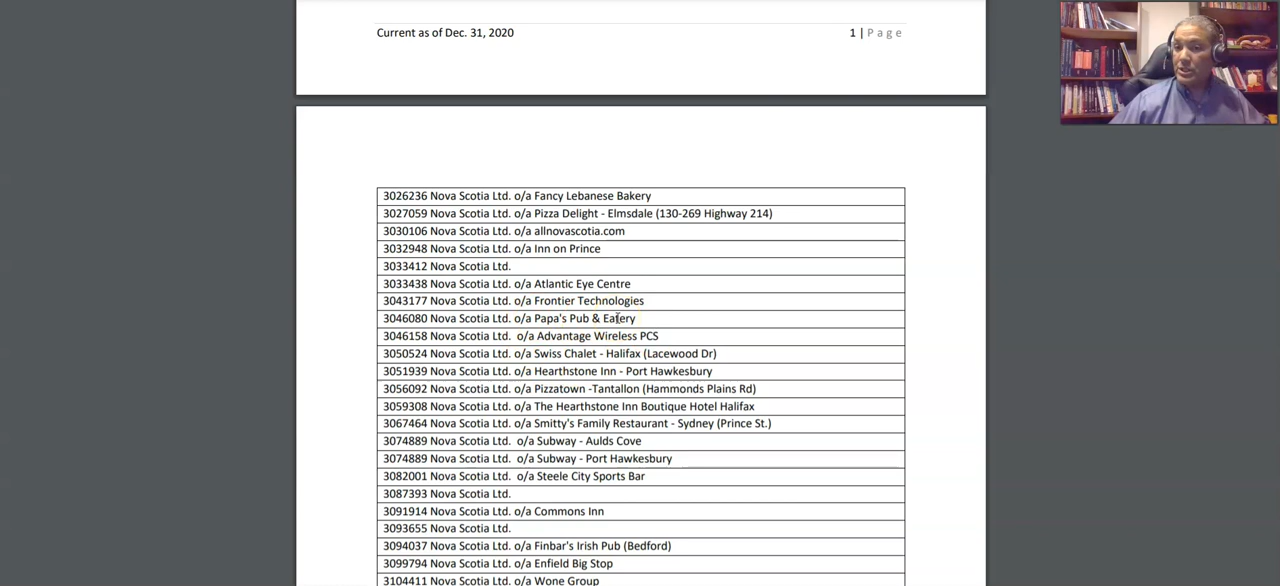 Current as of Dec. 31, 2020 1 | Page
3026236 Nova Scotia Ltd. o/a Fancy Lebanese Bakery
3027059 Nova Scotia Ltd. o/a Pizza Delight - Elmsdale (130-269 Highway 214)
3030106 Nova Scotia Ltd. o/a allnovascotia.com
3032948 Nova Scotia Ltd. o/a Inn on Prince
3033412 Nova Scotia Ltd.
3033438 Nova Scotia Ltd. o/a Atlantic Eye Centre
3043177 Nova Scotia Ltd. o/a Frontier Technologies
3046080 Nova Scotia Ltd. o/a Papa's Pub & Eatery
3046158 Nova Scotia Ltd. o/a Advantage Wireless PCS
3050524 Nova Scotia Ltd. o/a Swiss Chalet - Halifax (Lacewood Dr)
3051939 Nova Scotia Ltd. o/a Hearthstone Inn - Port Hawkesbury
3056092 Nova Scotia Ltd. o/a Pizzatown -Tantallon (Hammonds Plains Rd)
3059308 Nova Scotia Ltd. o/a The Hearthstone Inn Boutique Hotel Halifax
3067464 Nova Scotia Ltd. o/a Smitty's Family Restaurant - Sydney (Prince St.)
3074889 Nova Scotia Ltd. o/a Subway - Aulds Cove
3074889 Nova Scotia Ltd. o/a Subway - Port Hawkesbury
3082001 Nova Scotia Ltd. o/a Steele City Sports Bar
3087393 Nova Scotia Ltd.
3091914 Nova Scotia Ltd. o/a Commons Inn
3093655 Nova Scotia Ltd.
3094037 Nova Scotia Ltd. o/a Finbar's Irish Pub (Bedford)
3099794 Nova Scotia Ltd. o/a Enfield Big Stop
3104411 Nova Scotia Ltd. o/a Wone Group